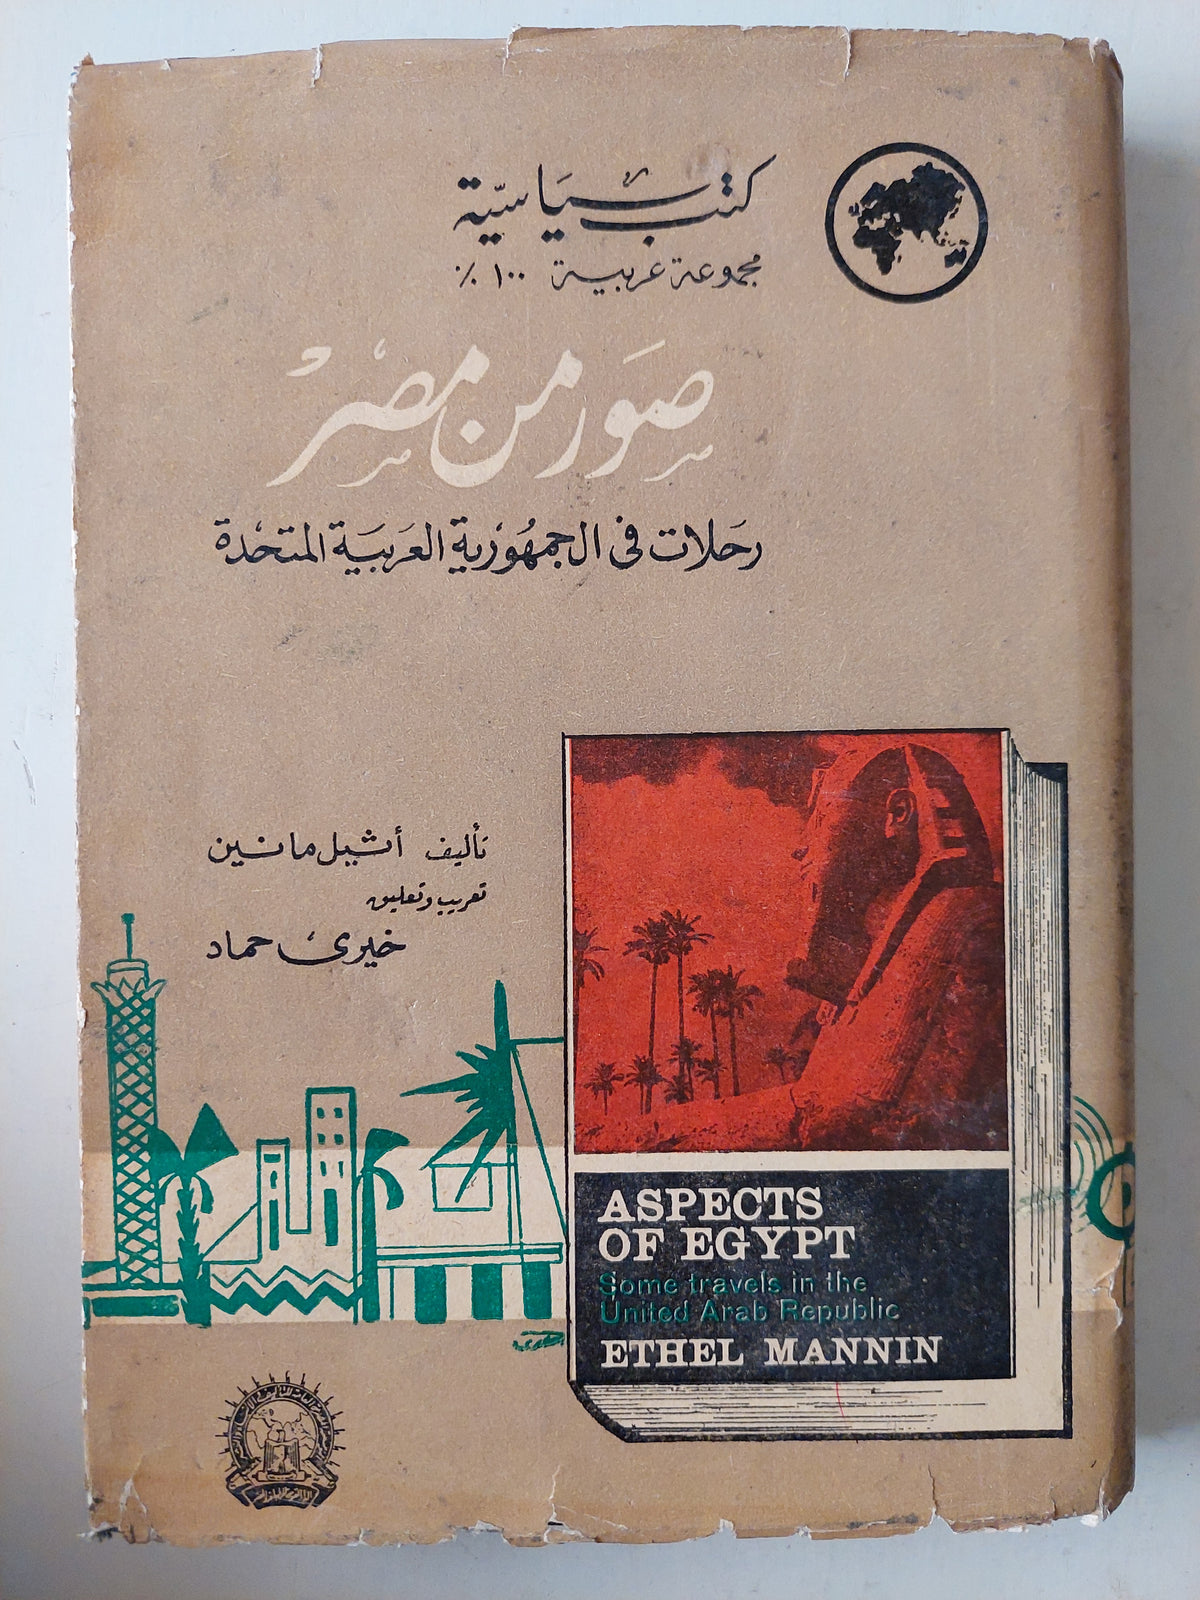 كتب سياسية
مجموعة عربية ١٠٠ ٪
صور من مصر
رحلات في الجمهورية العربية المتحدة
تأليف أثيل مانين
تعريب وتعليق
خيرى حماد
ASPECTS
OF EGYPT
Some travels in the
United Arab Republic
ETHEL MANNIN